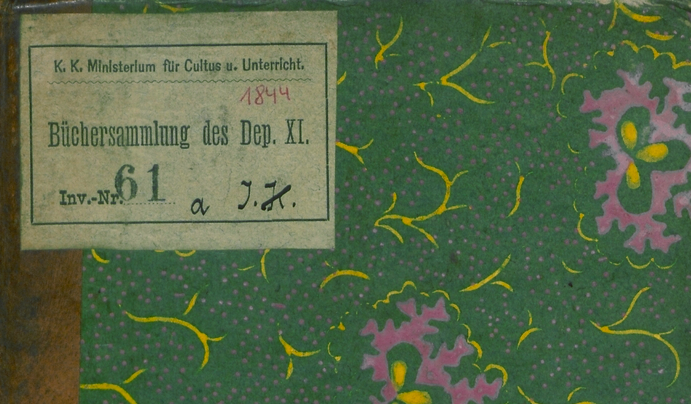 K. K. Ministerium für Cultus u. Unterricht.
1844
Büchersammlung des Dep. XI.
Inv.-Nr. 61 a J.H.